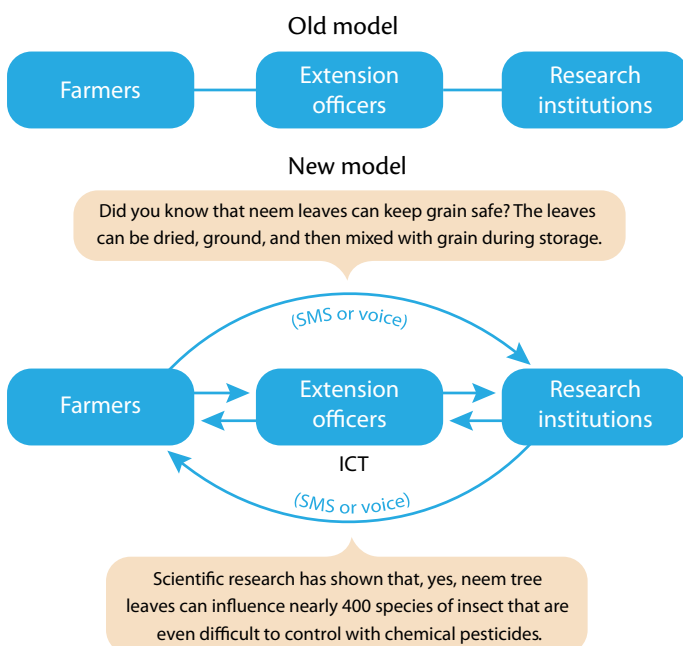 Old model
Farmers
Extension
officers
Research
institutions
New model
Did you know that neem leaves can keep grain safe? The leaves
can be dried, ground, and then mixed with grain during storage.
(SMS or voice)
Farmers
Extension
officers
Research
institutions
ICT
(SMS or voice)
Scientific research has shown that, yes, neem tree
leaves can influence nearly 400 species of insect that are
even difficult to control with chemical pesticides.